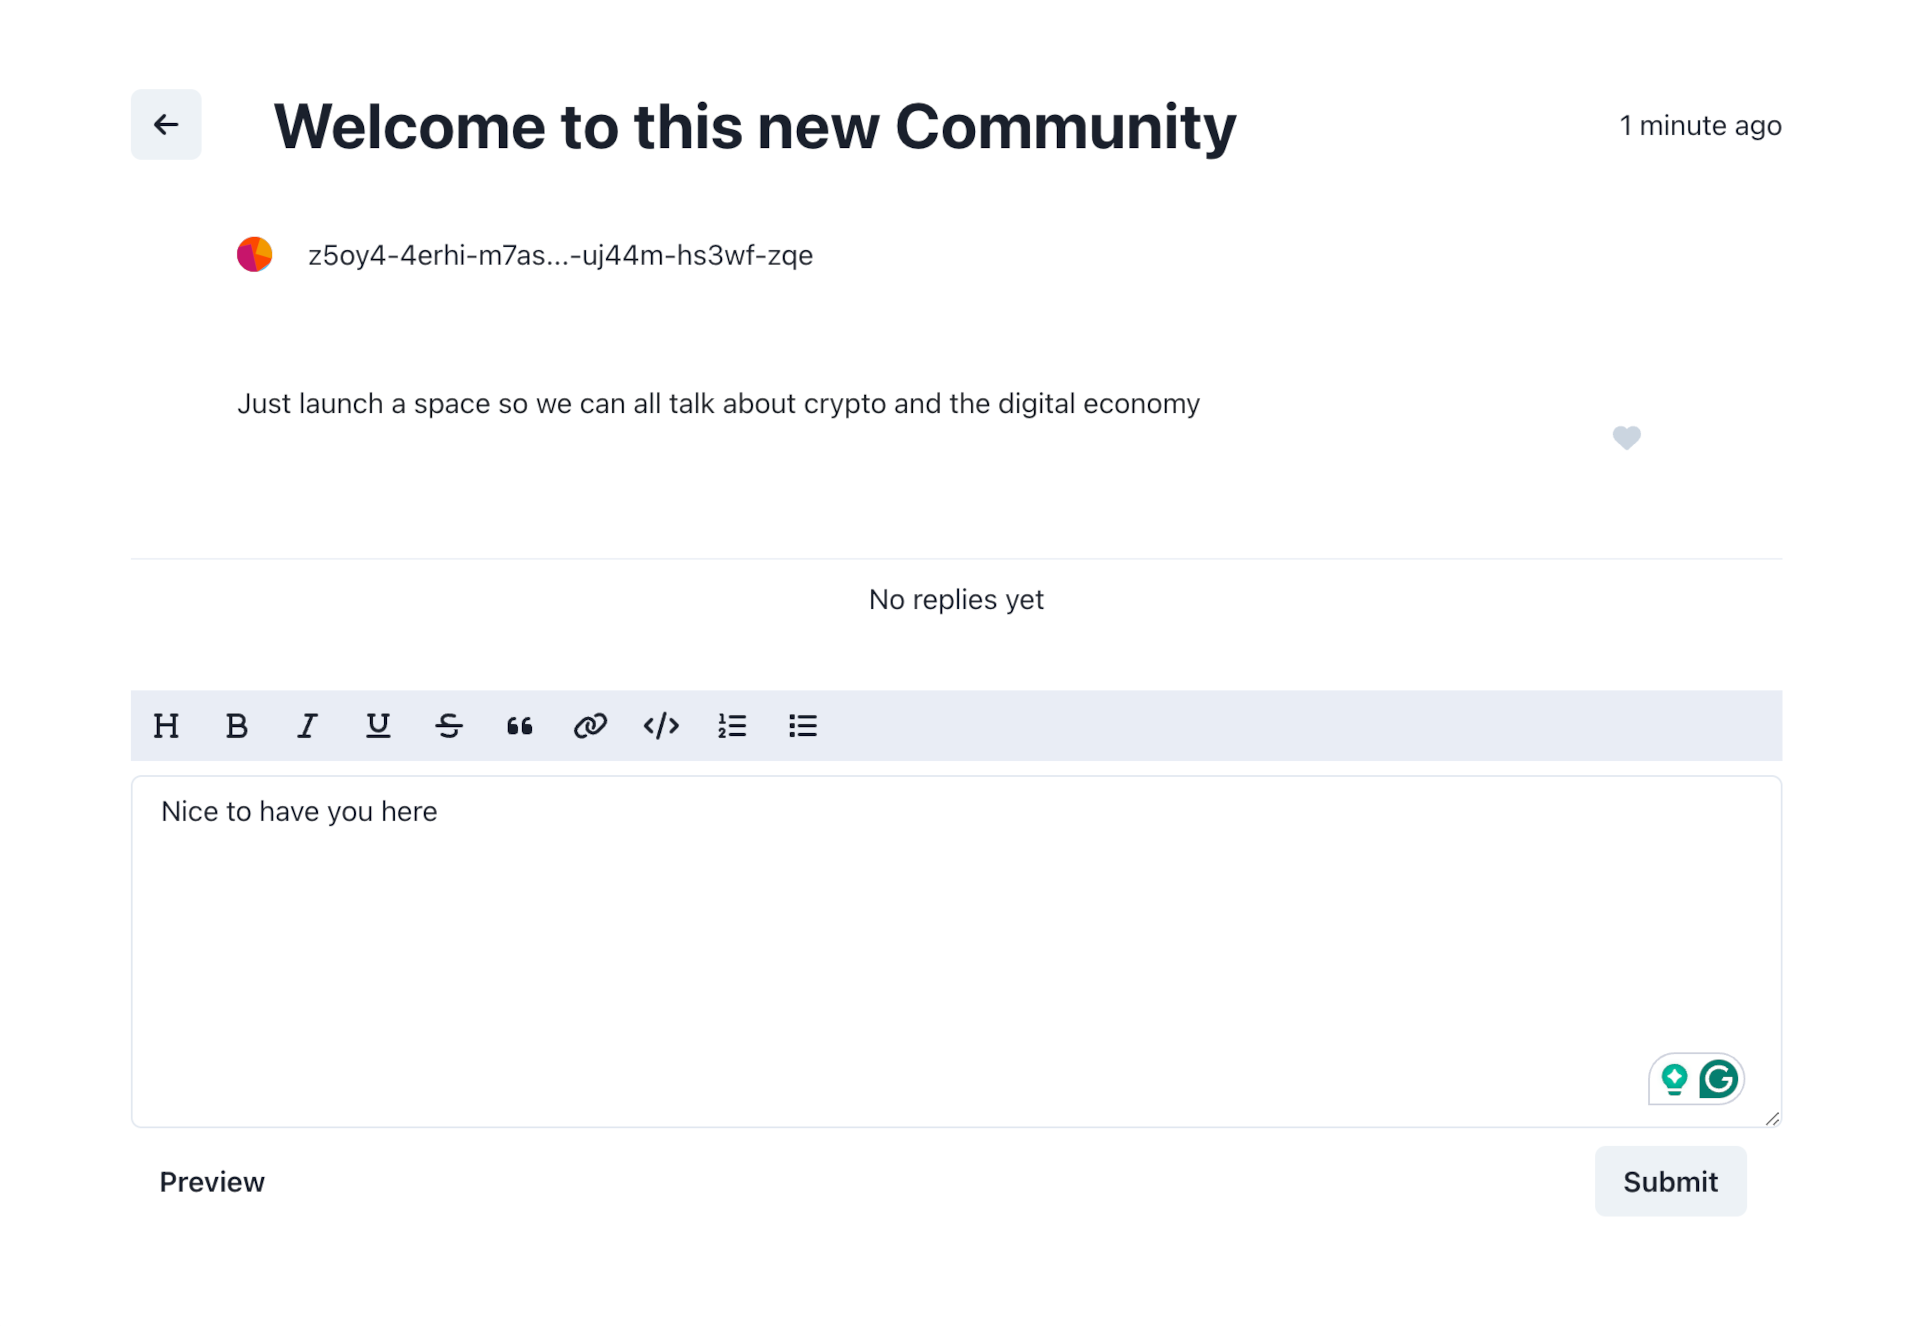 Welcome to this new Community
1 minute ago
z5oy4-4erhi-m7as...-uj44m-hs3wf-zqe
Just launch a space so we can all talk about crypto and the digital economy
No replies yet
H B I U S
Nice to have you here
Preview
Submit